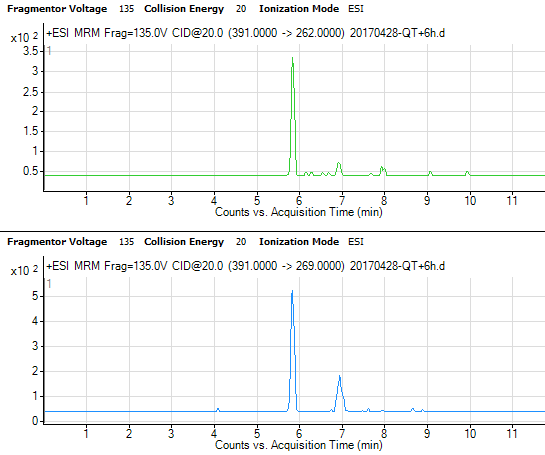 Fragmentor Voltage 135 Collision Energy 20 Ionization Mode ESI
x10 2
+ESI MRM Frag=135.0V CID@20.0 (391.0000 -> 262.0000) 20170428-QT+6h.d
1
3.5
3
2.5
2
1.5
1
0.5
1 2 3 4 5 6 7 8 9 10 11
Counts vs. Acquisition Time (min)
Fragmentor Voltage 135 Collision Energy 20 Ionization Mode ESI
x10 2
+ESI MRM Frag=135.0V CID@20.0 (391.0000 -> 269.0000) 20170428-QT+6h.d
1
5
4
3
2
1
0
1 2 3 4 5 6 7 8 9 10 11
Counts vs. Acquisition Time (min)